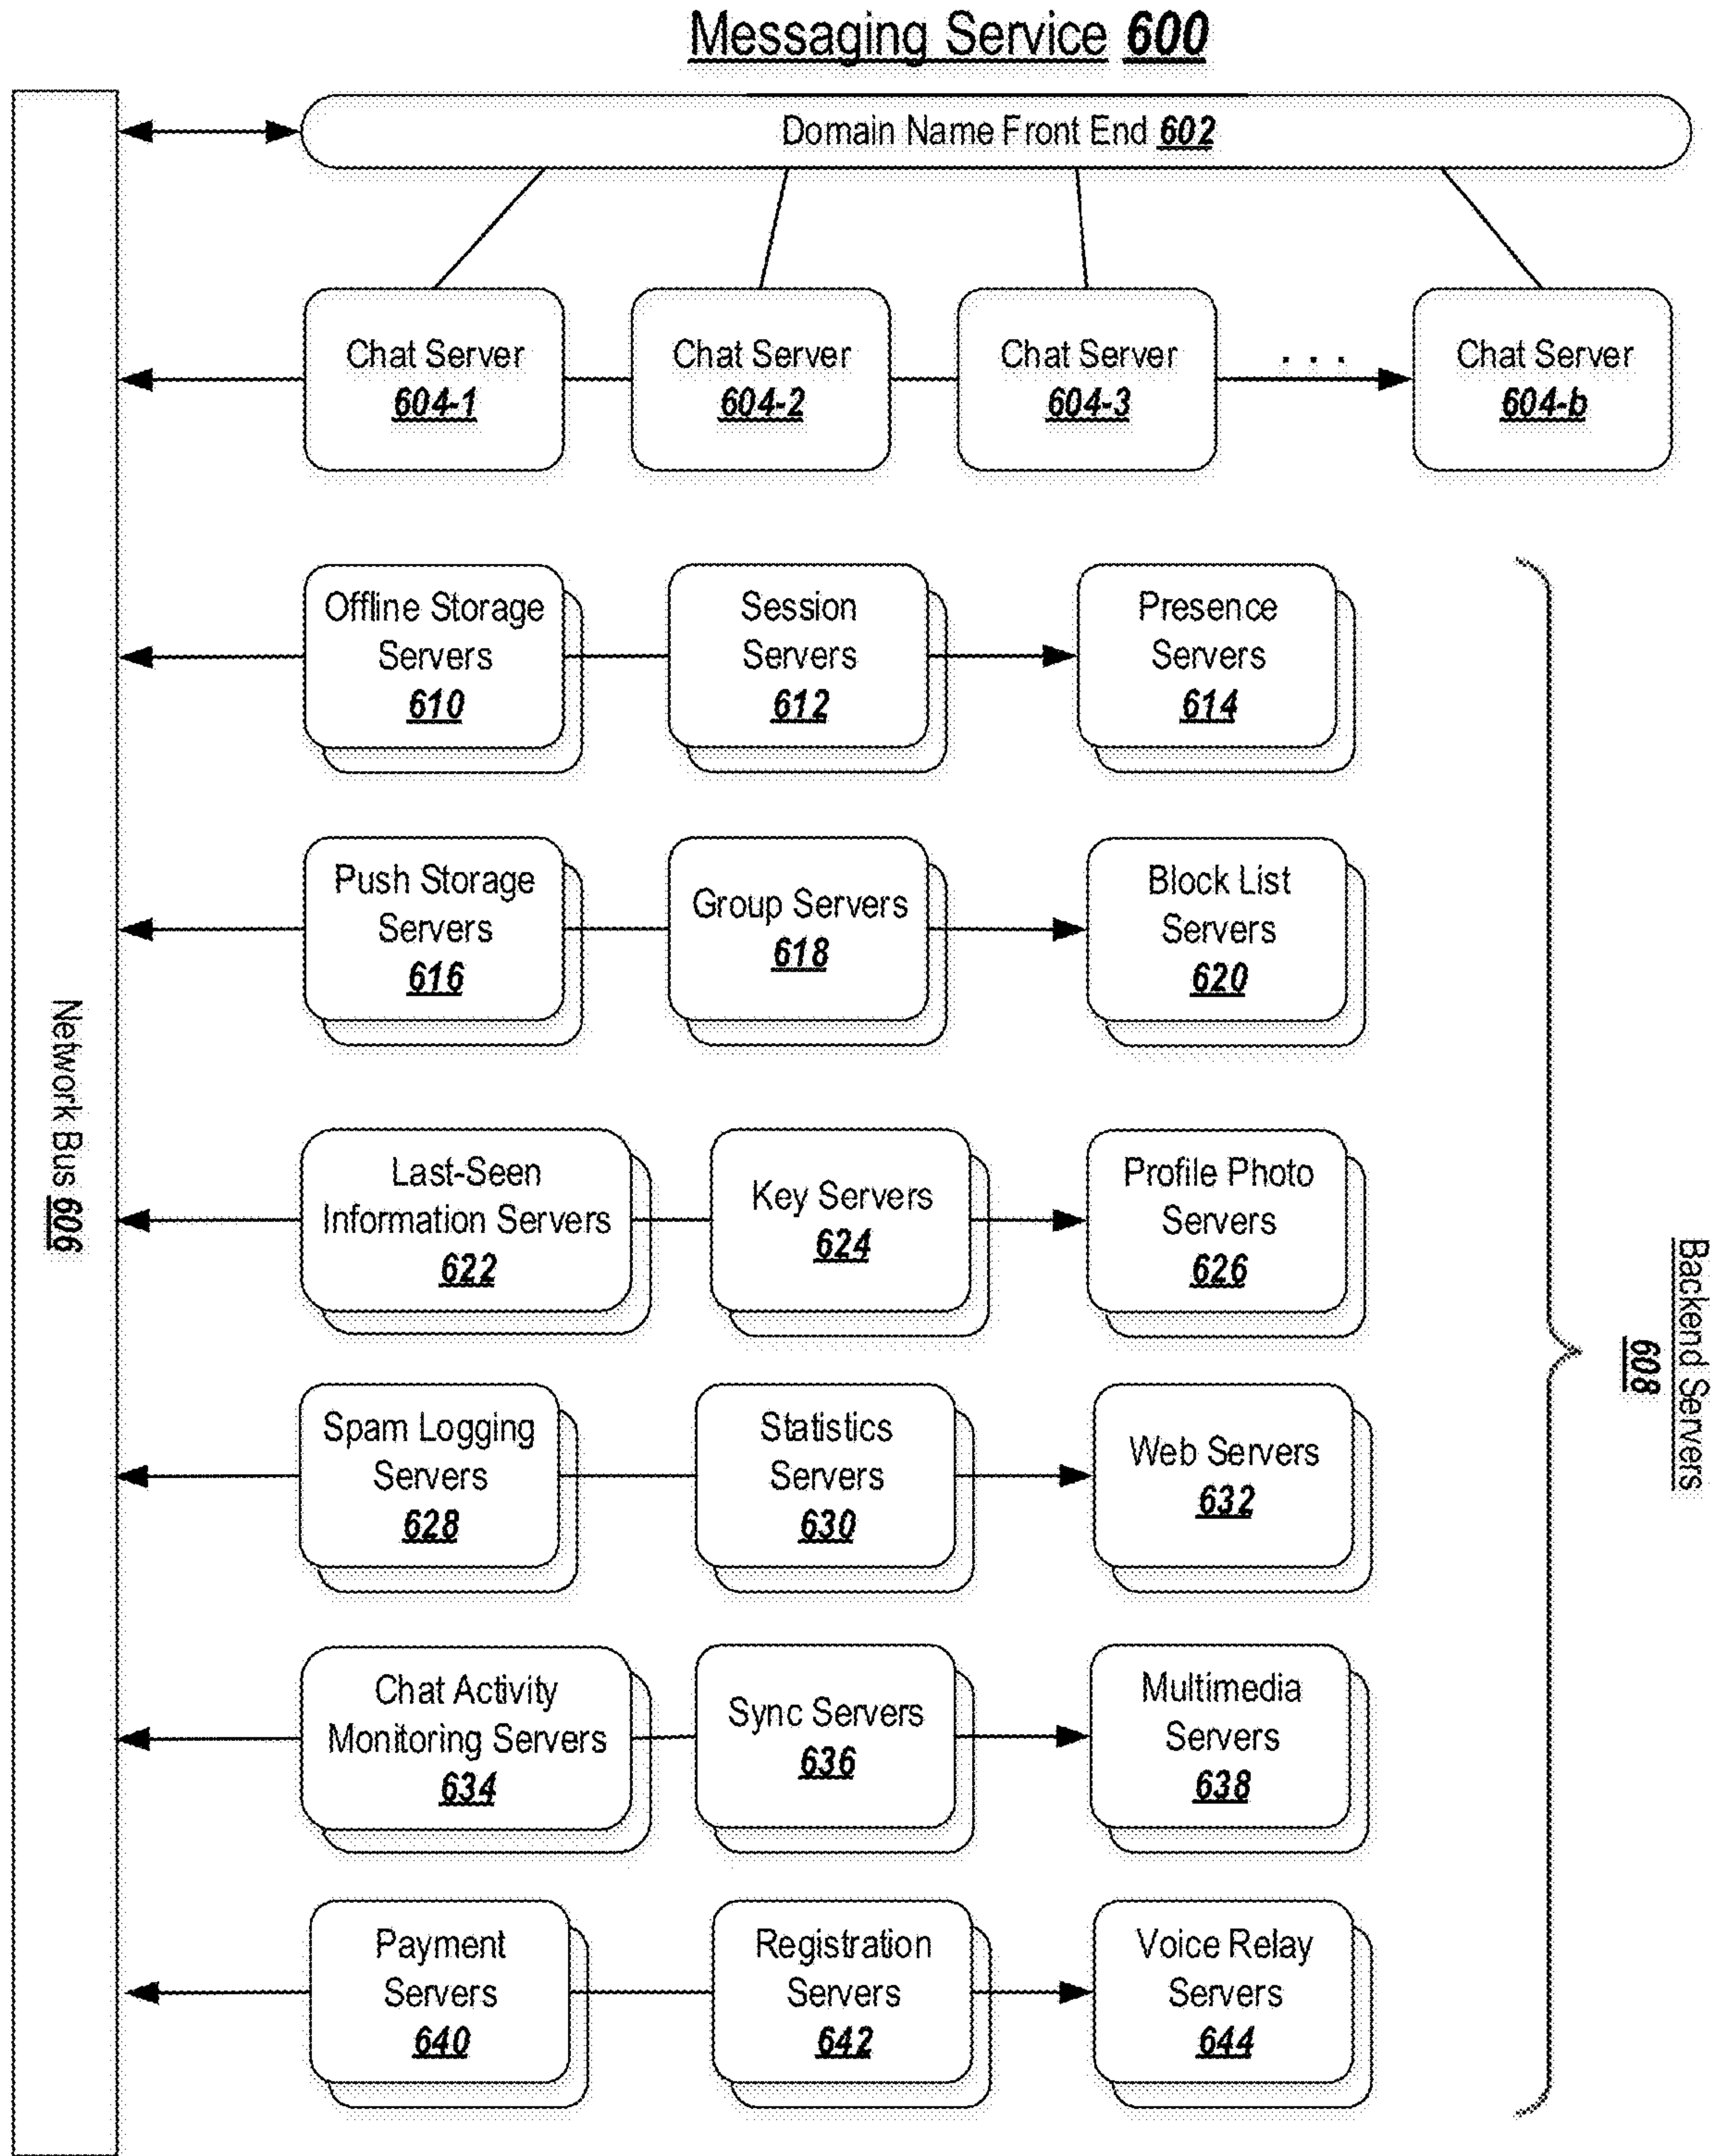 Messaging Service 600
Domain Name Front End 602
Chat Server
604-1
Chat Server
604-2
Chat Server
604-3
. . .
Chat Server
604-b
Offline Storage
Servers
610
Session
Servers
612
Presence
Servers
614
Push Storage
Servers
616
Group Servers
618
Block List
Servers
620
Network Bus 606
Last-Seen
Information Servers
622
Key Servers
624
Profile Photo
Servers
626
Backend Servers
608
Spam Logging
Servers
628
Statistics
Servers
630
Web Servers
632
Chat Activity
Monitoring Servers
634
Sync Servers
636
Multimedia
Servers
638
Payment
Servers
640
Registration
Servers
642
Voice Relay
Servers
644